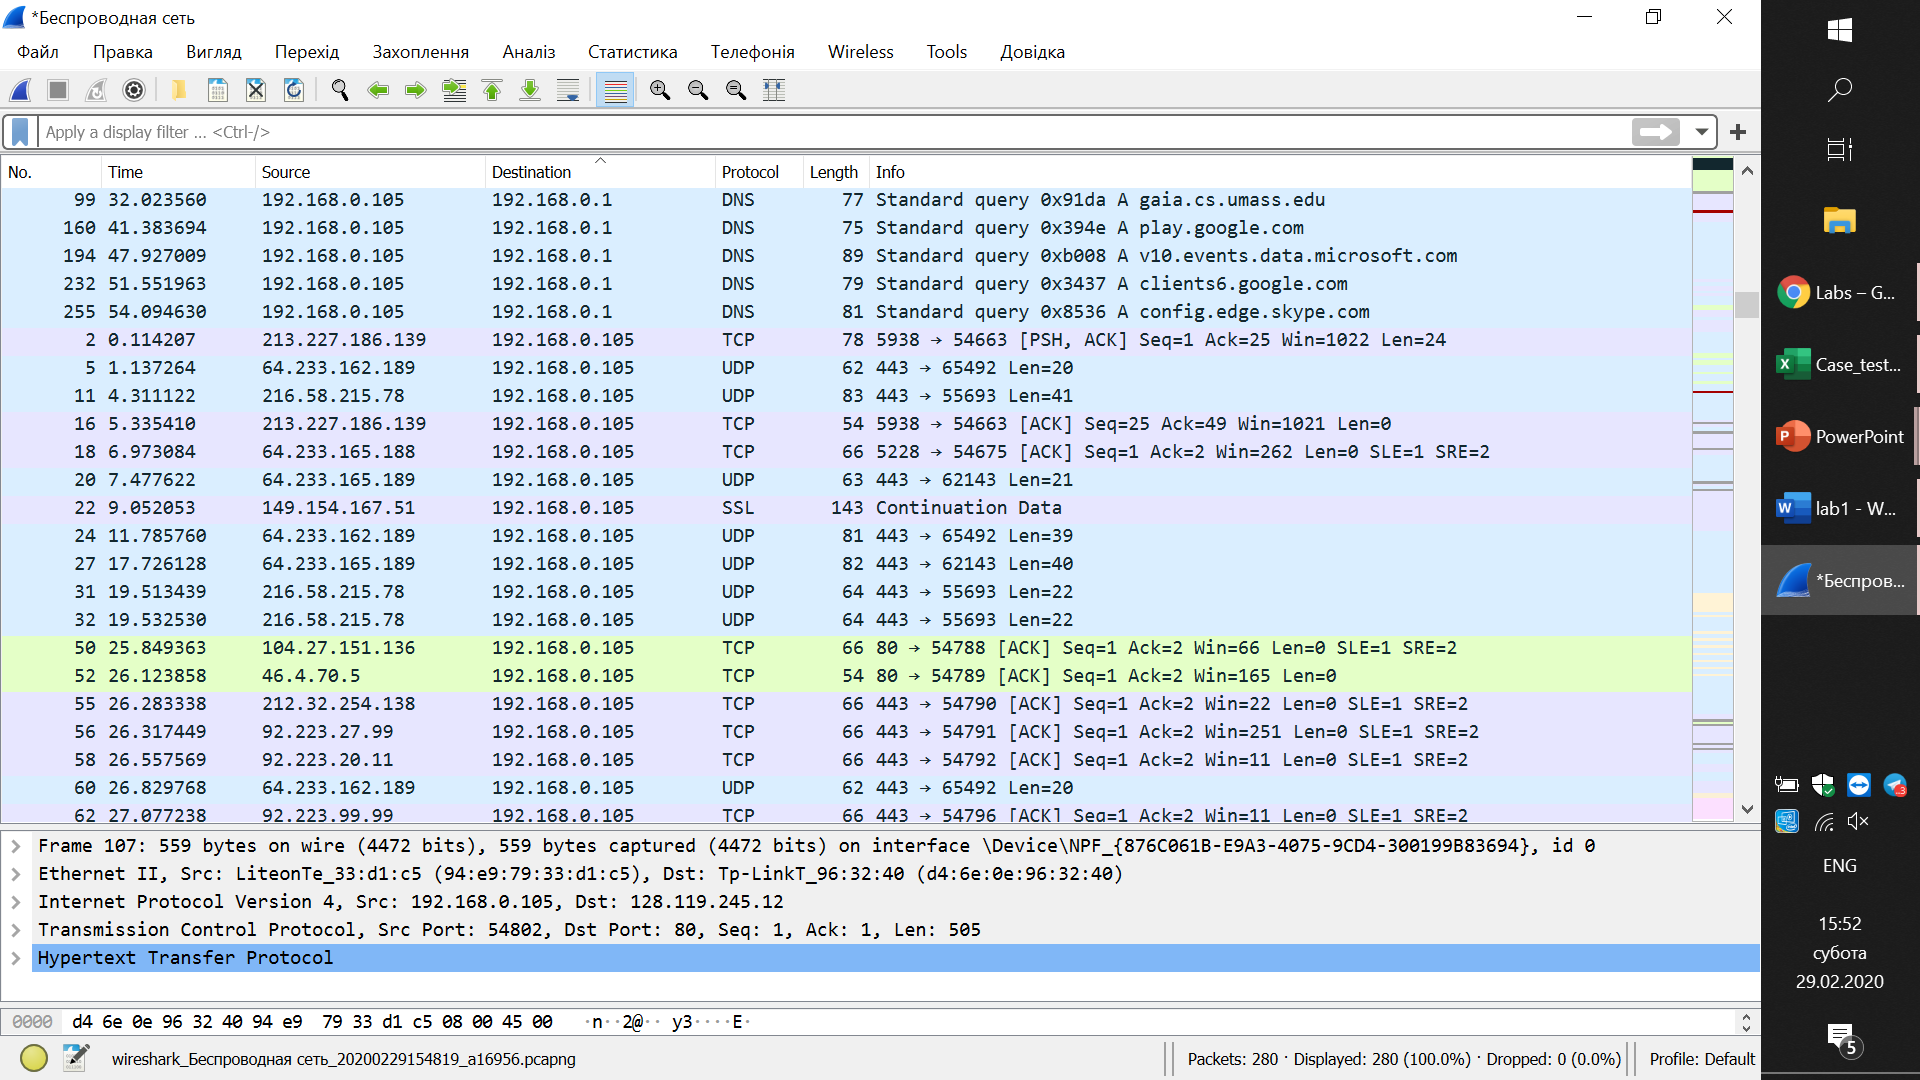 *Беспроводная сеть
Файл Правка Вигляд Перехід Захоплення Аналіз Статистика Телефонія Wireless Tools Довідка
Apply a display filter ... <Ctrl-/>
No. Time Source Destination Protocol Length Info
99 32.023560 192.168.0.105 192.168.0.1 DNS 77 Standard query 0x91da A gaia.cs.umass.edu
160 41.383694 192.168.0.105 192.168.0.1 DNS 75 Standard query 0x394e A play.google.com
194 47.927009 192.168.0.105 192.168.0.1 DNS 89 Standard query 0xb008 A v10.events.data.microsoft.com
232 51.551963 192.168.0.105 192.168.0.1 DNS 79 Standard query 0x3437 A clients6.google.com
255 54.094630 192.168.0.105 192.168.0.1 DNS 81 Standard query 0x8536 A config.edge.skype.com
2 0.114207 213.227.186.139 192.168.0.105 TCP 78 5938 → 54663 [PSH, ACK] Seq=1 Ack=25 Win=1022 Len=24
5 1.137264 64.233.162.189 192.168.0.105 UDP 62 443 → 65492 Len=20
11 4.311122 216.58.215.78 192.168.0.105 UDP 83 443 → 55693 Len=41
16 5.335410 213.227.186.139 192.168.0.105 TCP 54 5938 → 54663 [ACK] Seq=25 Ack=49 Win=1021 Len=0
18 6.973084 64.233.165.188 192.168.0.105 TCP 66 5228 → 54675 [ACK] Seq=1 Ack=2 Win=262 Len=0 SLE=1 SRE=2
20 7.477622 64.233.165.189 192.168.0.105 UDP 63 443 → 62143 Len=21
22 9.052053 149.154.167.51 192.168.0.105 SSL 143 Continuation Data
24 11.785760 64.233.162.189 192.168.0.105 UDP 81 443 → 65492 Len=39
27 17.726128 64.233.165.189 192.168.0.105 UDP 82 443 → 62143 Len=40
31 19.513439 216.58.215.78 192.168.0.105 UDP 64 443 → 55693 Len=22
32 19.532530 216.58.215.78 192.168.0.105 UDP 64 443 → 55693 Len=22
50 25.849363 104.27.151.136 192.168.0.105 TCP 66 80 → 54788 [ACK] Seq=1 Ack=2 Win=66 Len=0 SLE=1 SRE=2
52 26.123858 46.4.70.5 192.168.0.105 TCP 54 80 → 54789 [ACK] Seq=1 Ack=2 Win=165 Len=0
55 26.283338 212.32.254.138 192.168.0.105 TCP 66 443 → 54790 [ACK] Seq=1 Ack=2 Win=22 Len=0 SLE=1 SRE=2
56 26.317449 92.223.27.99 192.168.0.105 TCP 66 443 → 54791 [ACK] Seq=1 Ack=2 Win=251 Len=0 SLE=1 SRE=2
58 26.557569 92.223.20.11 192.168.0.105 TCP 66 443 → 54792 [ACK] Seq=1 Ack=2 Win=11 Len=0 SLE=1 SRE=2
60 26.829768 64.233.162.189 192.168.0.105 UDP 62 443 → 65492 Len=20
62 27.077238 92.223.99.99 192.168.0.105 TCP 66 443 → 54796 [ACK] Seq=1 Ack=2 Win=11 Len=0 SLE=1 SRE=2
Frame 107: 559 bytes on wire (4472 bits), 559 bytes captured (4472 bits) on interface \Device\NPF_{876C061B-E9A3-4075-9CD4-300199B83694}, id 0
Ethernet II, Src: LiteonTe_33:d1:c5 (94:e9:79:33:d1:c5), Dst: Tp-LinkT_96:32:40 (d4:6e:0e:96:32:40)
Internet Protocol Version 4, Src: 192.168.0.105, Dst: 128.119.245.12
Transmission Control Protocol, Src Port: 54802, Dst Port: 80, Seq: 1, Ack: 1, Len: 505
Hypertext Transfer Protocol
0000 d4 6e 0e 96 32 40 94 e9 79 33 d1 c5 08 00 45 00 ·n··2@·· y3····E·
wireshark_Беспроводная сеть_20200229154819_a16956.pcapng
Packets: 280 · Displayed: 280 (100.0%) · Dropped: 0 (0.0%)
Profile: Default
Labs – G...
Case_test...
PowerPoint
lab1 - W...
*Беспров...
ENG
15:52
субота
29.02.2020
5